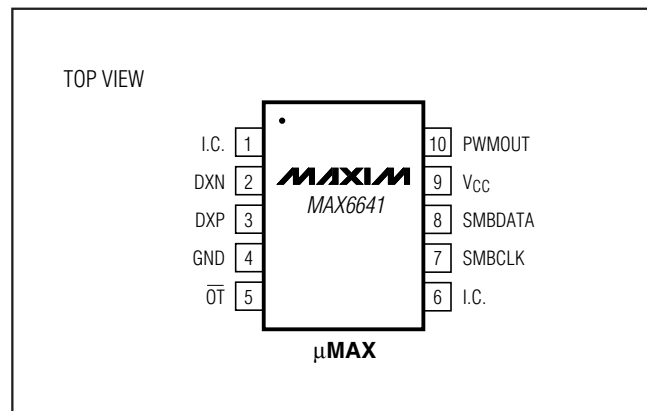 TOP VIEW
I.C. 1
DXN 2
DXP 3
GND 4
O̅T̅ 5
MAXIM
MAX6641
10 PWMOUT
9 VCC
8 SMBDATA
7 SMBCLK
6 I.C.
µMAX